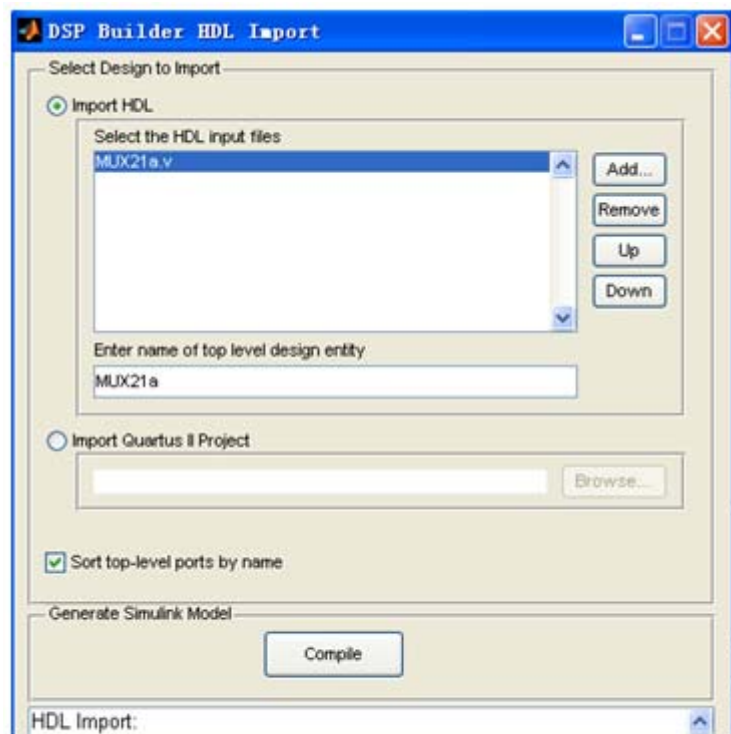 DSP Builder HDL Import
Select Design to Import
Import HDL
Select the HDL input files
MUX21a.v
Add...
Remove
Up
Down
Enter name of top level design entity
MUX21a
Import Quartus II Project
Browse...
Sort top-level ports by name
Generate Simulink Model
Compile
HDL Import: